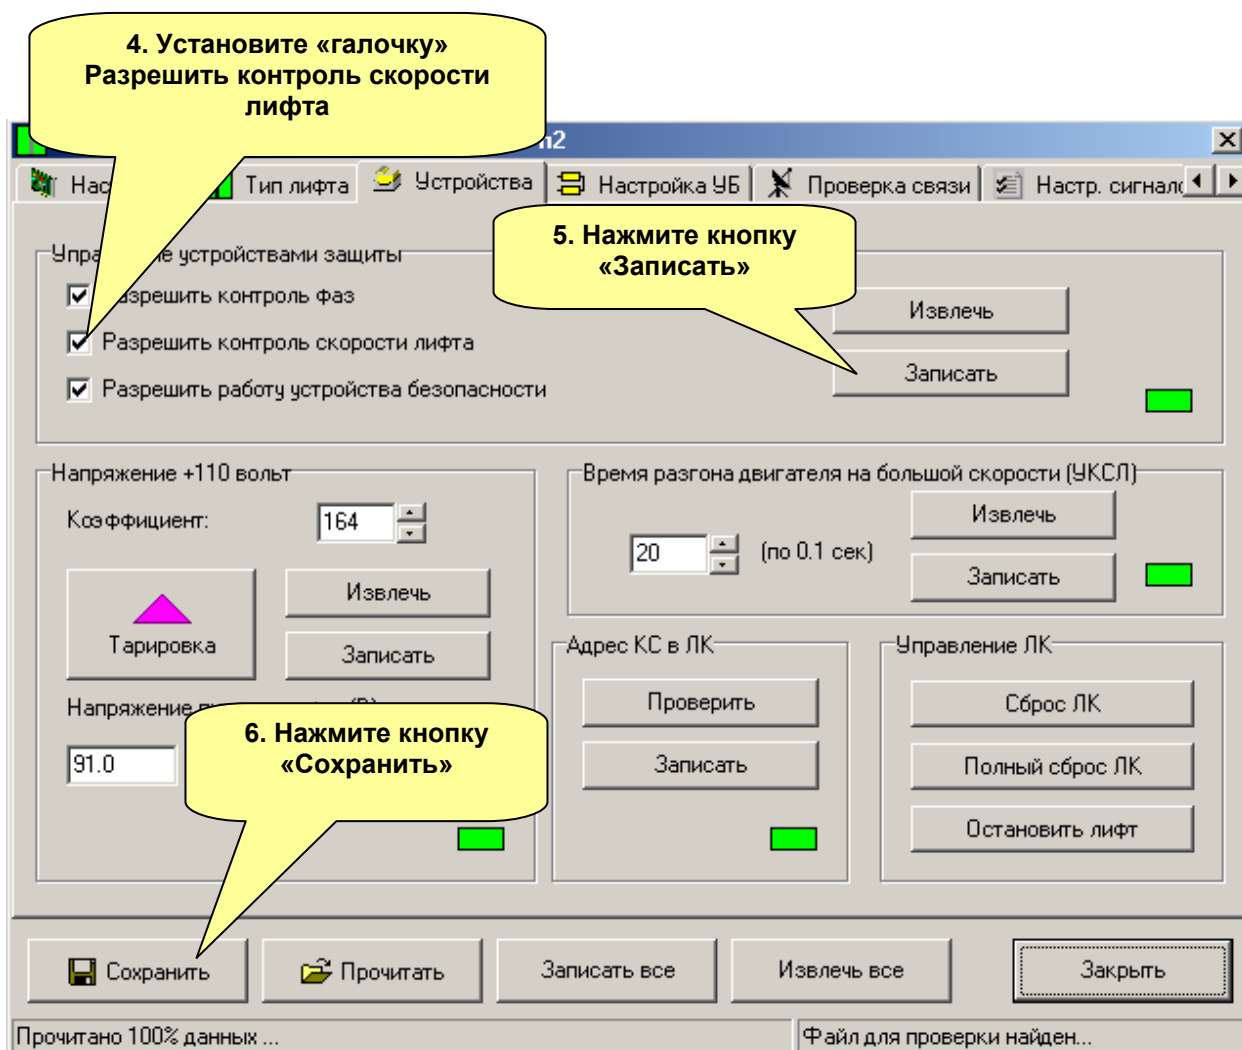 4. Установите «галочку»
Разрешить контроль скорости
лифта
Тип лифта
Устройства
Настройка УБ
Проверка связи
Настр. сигнало
5. Нажмите кнопку
«Записать»
устройствами защиты
Разрешить контроль фаз
Разрешить контроль скорости лифта
Разрешить работу устройства безопасности
Извлечь
Записать
Напряжение +110 вольт
Коэффициент:
164
Тарировка
Извлечь
Записать
Напряжение
91.0
Время разгона двигателя на большой скорости (УКСЛ)
20
(по 0.1 сек)
Извлечь
Записать
Адрес КС в ЛК
Проверить
Записать
Управление ЛК
Сброс ЛК
Полный сброс ЛК
Остановить лифт
6. Нажмите кнопку
«Сохранить»
Сохранить
Прочитать
Записать все
Извлечь все
Закрыть
Прочитано 100% данных ...
Файл для проверки найден...